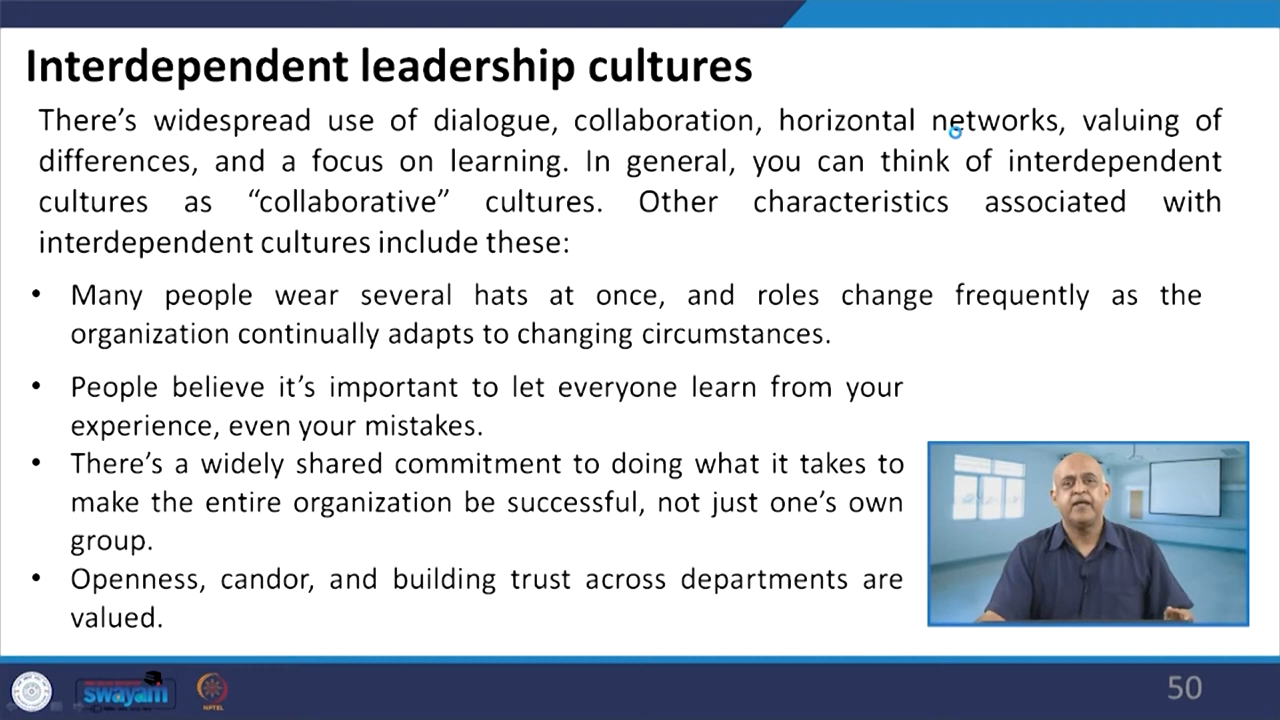 Interdependent leadership cultures
There's widespread use of dialogue, collaboration, horizontal networks, valuing of
differences, and a focus on learning. In general, you can think of interdependent
cultures as “collaborative” cultures. Other characteristics associated with
interdependent cultures include these:
• Many people wear several hats at once, and roles change frequently as the
organization continually adapts to changing circumstances.
• People believe it's important to let everyone learn from your
experience, even your mistakes.
• There's a widely shared commitment to doing what it takes to
make the entire organization be successful, not just one's own
group.
• Openness, candor, and building trust across departments are
valued.
swayam
NPTEL
50